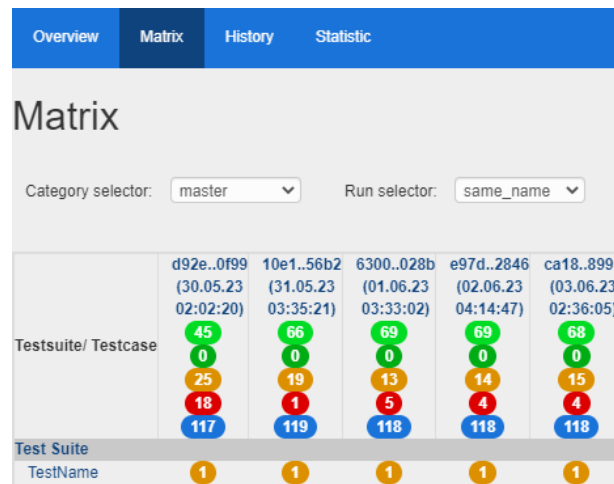 Overview Matrix History Statistic
Matrix
Category selector: master Run selector: same_name
d92e..0f99 10e1..56b2 6300..028b e97d..2846 ca18..899
(30.05.23 (31.05.23 (01.06.23 (02.06.23 (03.06.23
02:02:20) 03:35:21) 03:33:02) 04:14:47) 02:36:05)
Testsuite/ Testcase
45 66 69 69 68
0 0 0 0 0
25 19 13 14 15
18 1 5 4 4
117 119 118 118 118
Test Suite
TestName 1 1 1 1 1